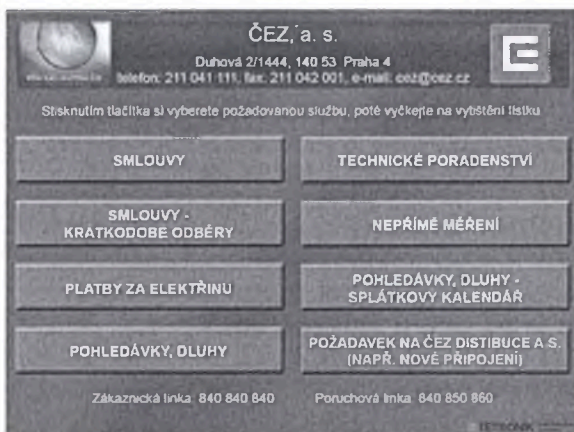 ČEZ, a. s.
Duhová 2/1444, 140 53 Praha 4
telefon: 211 041 111, fax: 211 042 001, e-mail: cez@cez.cz
Stisknutím tlačítka si vyberete požadovanou službu, poté vyčkejte na vytištění lístku
SMLOUVY
TECHNICKÉ PORADENSTVÍ
SMLOUVY -
KRÁTKODOBÉ ODBĚRY
NEPŘÍMÉ MĚŘENÍ
PLATBY ZA ELEKTŘINU
POHLEDÁVKY, DLUHY -
SPLÁTKOVÝ KALENDÁŘ
POHLEDÁVKY, DLUHY
POŽADAVEK NA ČEZ DISTIBUCE A S.
(NAPŘ. NOVÉ PŘIPOJENÍ)
Zákaznická linka: 840 840 840 Poruchová linka: 840 850 860